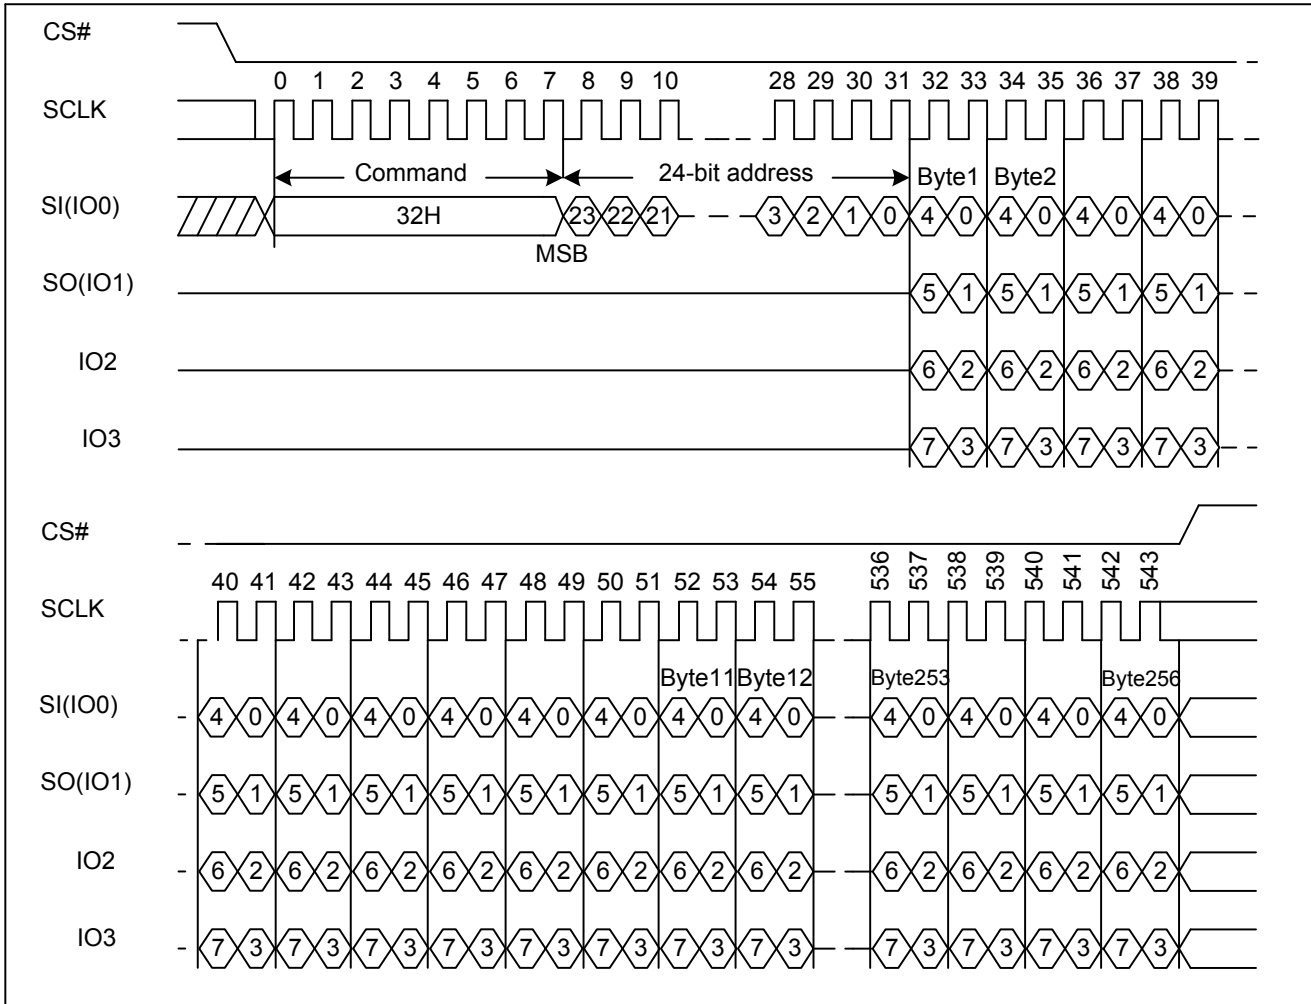 CS#
0 1 2 3 4 5 6 7 8 9 10 28 29 30 31 32 33 34 35 36 37 38 39
SCLK
Command 24-bit address Byte1 Byte2
SI(IO0) 32H 23 22 21 3 2 1 0 4 0 4 0 4 0 4 0
MSB
SO(IO1) 5 1 5 1 5 1 5 1
IO2 6 2 6 2 6 2 6 2
IO3 7 3 7 3 7 3 7 3
CS#
40 41 42 43 44 45 46 47 48 49 50 51 52 53 54 55 536 537 538 539 540 541 542 543
SCLK
Byte11 Byte12 Byte253 Byte256
SI(IO0) 4 0 4 0 4 0 4 0 4 0 4 0 4 0 4 0 4 0 4 0 4 0 4 0
SO(IO1) 5 1 5 1 5 1 5 1 5 1 5 1 5 1 5 1 5 1 5 1 5 1 5 1
IO2 6 2 6 2 6 2 6 2 6 2 6 2 6 2 6 2 6 2 6 2 6 2 6 2
IO3 7 3 7 3 7 3 7 3 7 3 7 3 7 3 7 3 7 3 7 3 7 3 7 3